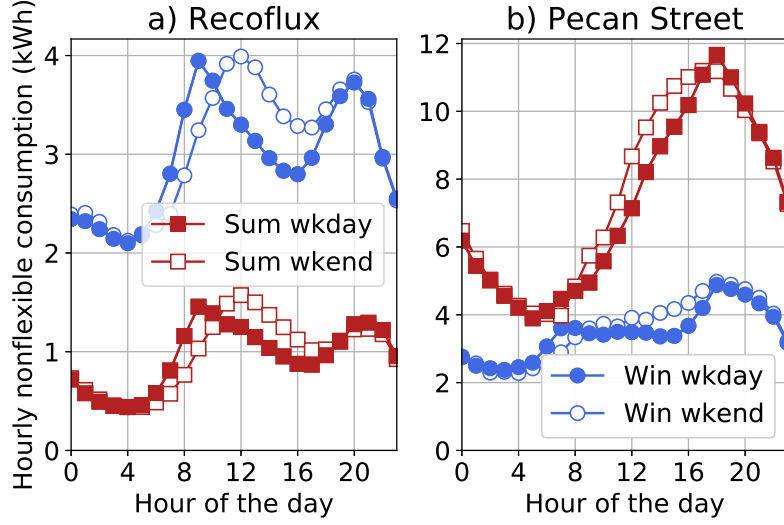 a) Recoflux
b) Pecan Street
Hourly nonflexible consumption (kWh)
4
3
2
1
0
12
10
8
6
4
2
0
Sum wkday
Sum wkend
Win wkday
Win wkend
0 4 8 12 16 20
0 4 8 12 16 20
Hour of the day
Hour of the day